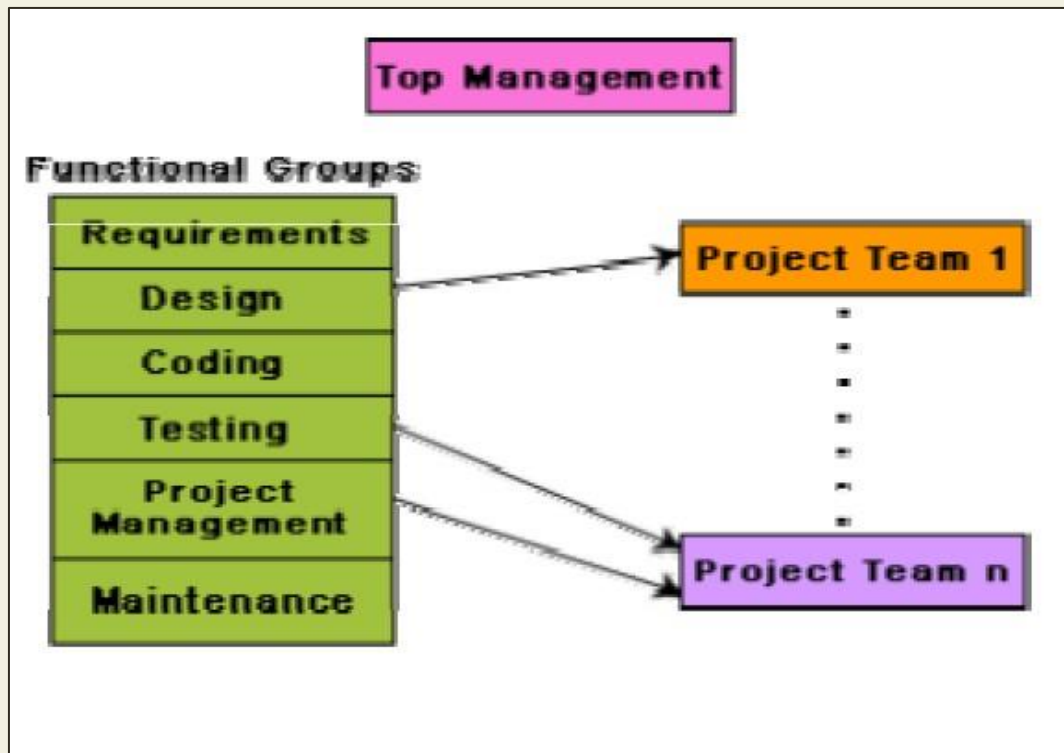 Top Management
Functional Groups
Requirements
Design
Coding
Testing
Project
Management
Maintenance
Project Team 1
Project Team n